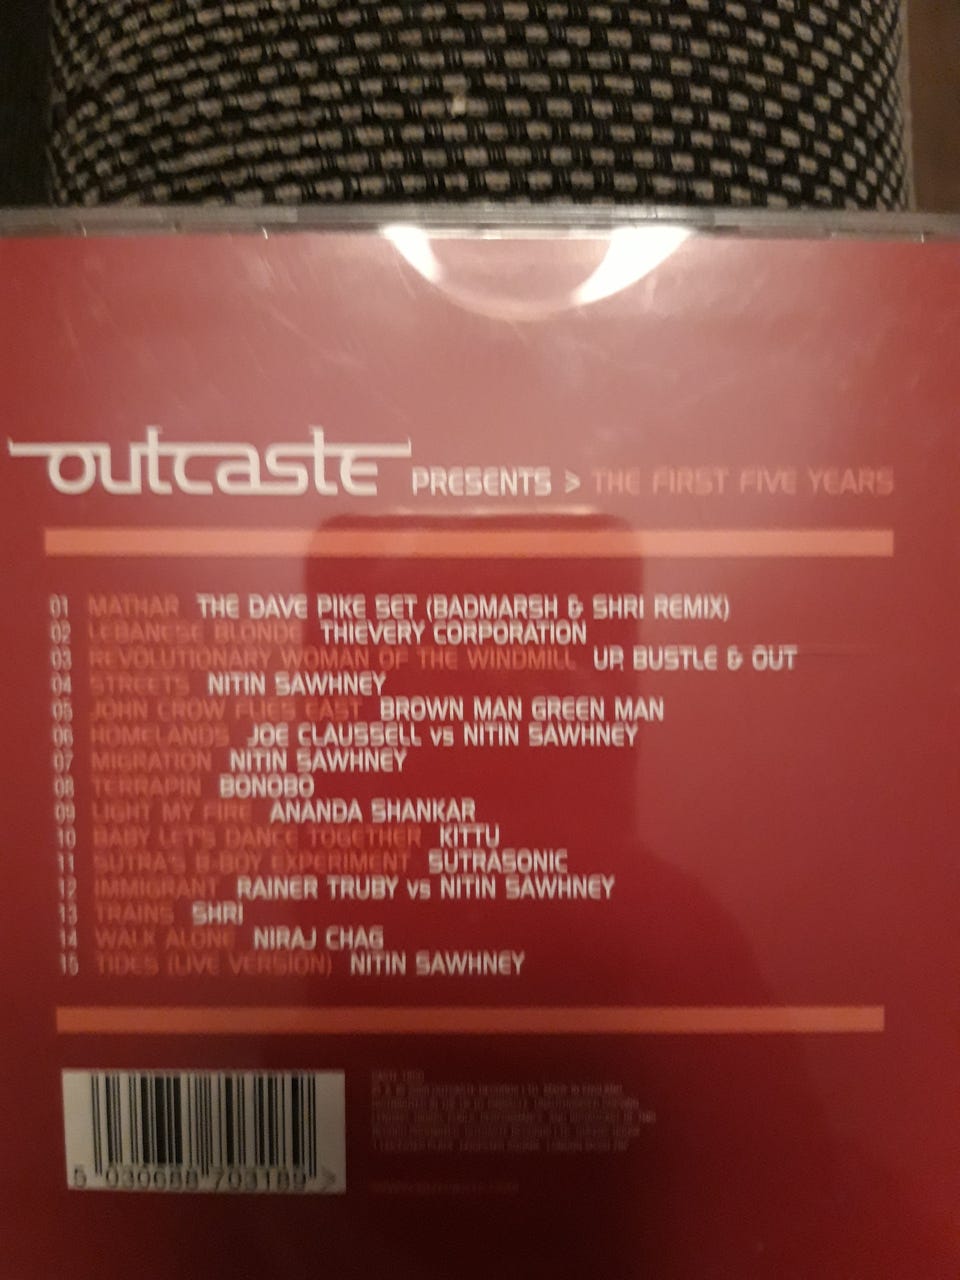 outcaste PRESENTS > THE FIRST FIVE YEARS
01 MATHAR THE DAVE PIKE SET (BADMARSH & SHRI REMIX)
02 LEBANESE BLONDE THIEVERY CORPORATION
03 REVOLUTIONARY WOMAN OF THE WINDMILL UP, BUSTLE & OUT
04 STREETS NITIN SAWHNEY
05 JOHN CROW FLIES EAST BROWN MAN GREEN MAN
06 HOMELANDS JOE CLAUSSELL vs NITIN SAWHNEY
07 MIGRATION NITIN SAWHNEY
08 TERRAPIN BONOBO
09 LIGHT MY FIRE ANANDA SHANKAR
10 BABY LET'S DANCE TOGETHER KITTU
11 SUTRA'S B-BOY EXPERIMENT SUTRASONIC
12 IMMIGRANT RAINER TRUBY vs NITIN SAWHNEY
13 TRAINS SHRI
14 WALK ALONE NIRAJ CHAG
15 TIDES (LIVE VERSION) NITIN SAWHNEY
5 030688 703189 >